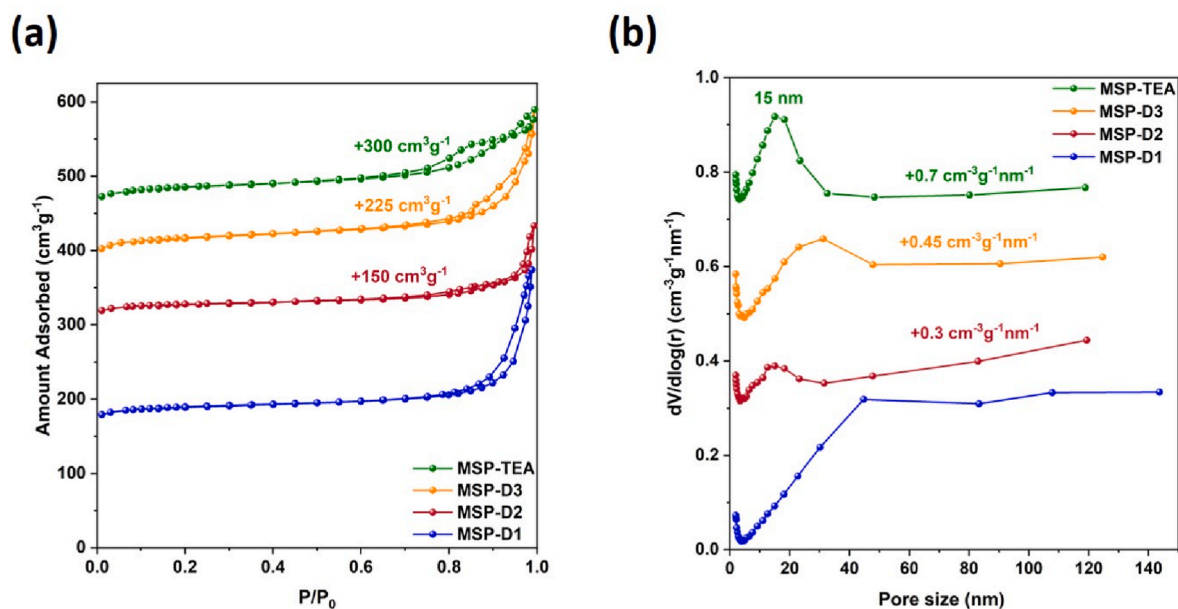 (a)
Amount Adsorbed (cm³g⁻¹)
600
500
400
300
200
100
0
+300 cm³g⁻¹
+225 cm³g⁻¹
+150 cm³g⁻¹
MSP-TEA
MSP-D3
MSP-D2
MSP-D1
0.0 0.2 0.4 0.6 0.8 1.0
P/P₀
(b)
dV/dlog(r) (cm⁻³g⁻¹nm⁻¹)
1.0
0.8
0.6
0.4
0.2
0.0
15 nm
MSP-TEA
MSP-D3
MSP-D2
MSP-D1
+0.7 cm⁻³g⁻¹nm⁻¹
+0.45 cm⁻³g⁻¹nm⁻¹
+0.3 cm⁻³g⁻¹nm⁻¹
0 20 40 60 80 100 120 140
Pore size (nm)